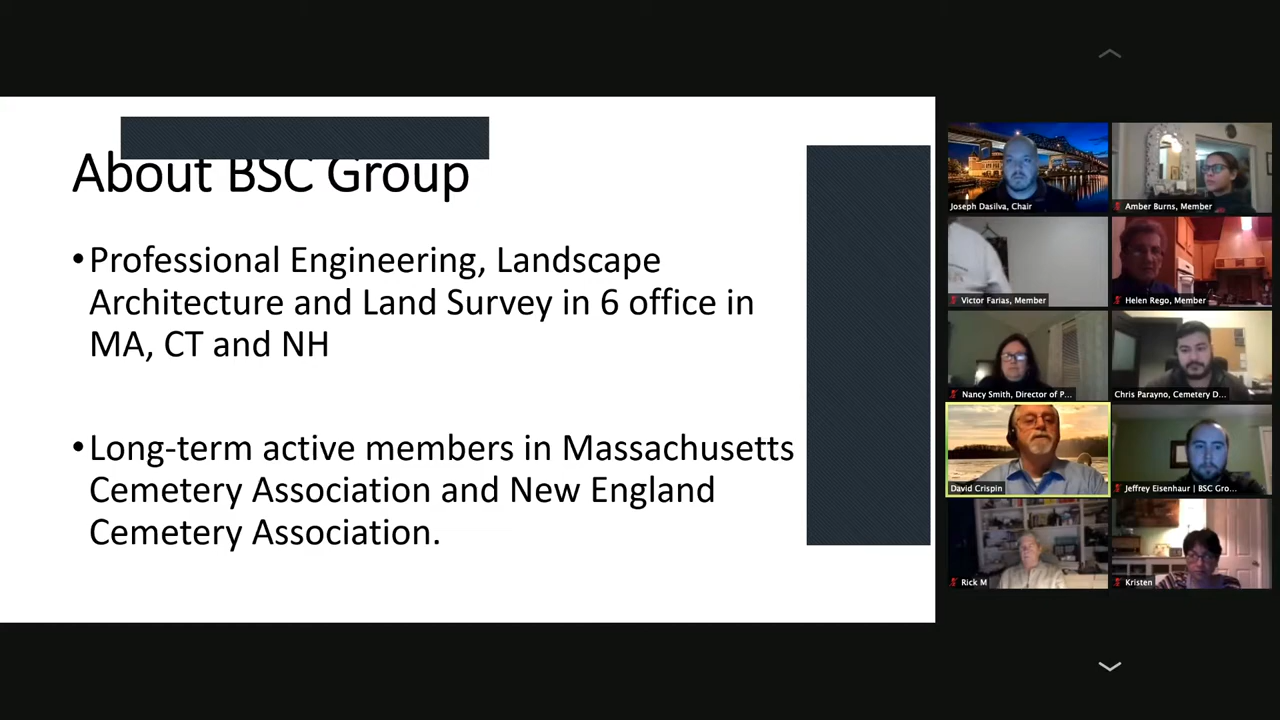 About BSC Group
•Professional Engineering, Landscape
Architecture and Land Survey in 6 office in
MA, CT and NH
•Long-term active members in Massachusetts
Cemetery Association and New England
Cemetery Association.
Joseph Dasilva, Chair
Amber Burns, Member
Victor Farias, Member
Helen Rego, Member
Nancy Smith, Director of P...
Chris Parayno, Cemetery D...
David Crispin
Jeffrey Eisenhaur | BSC Gro...
Rick M
Kristen